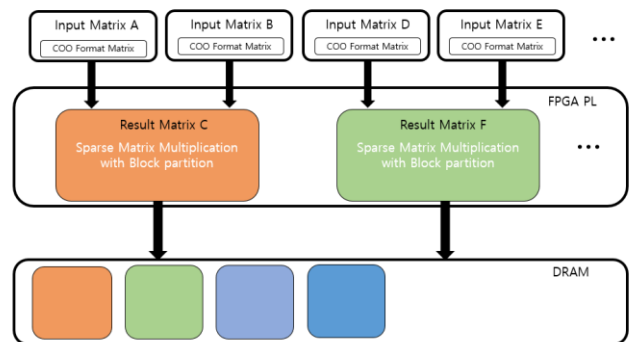 Input Matrix A
COO Format Matrix
Input Matrix B
COO Format Matrix
Input Matrix D
COO Format Matrix
Input Matrix E
COO Format Matrix
...
FPGA PL
Result Matrix C
Sparse Matrix Multiplication
with Block partition
Result Matrix F
Sparse Matrix Multiplication
with Block partition
...
DRAM